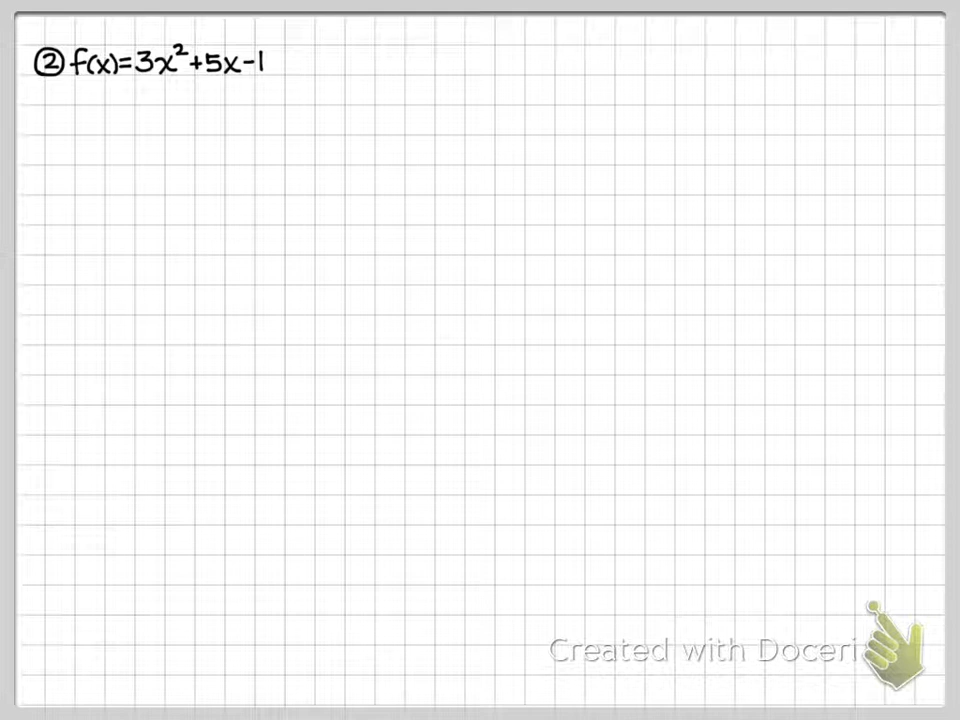 ② f(x)=3x²+5x-1
Created with Doceri